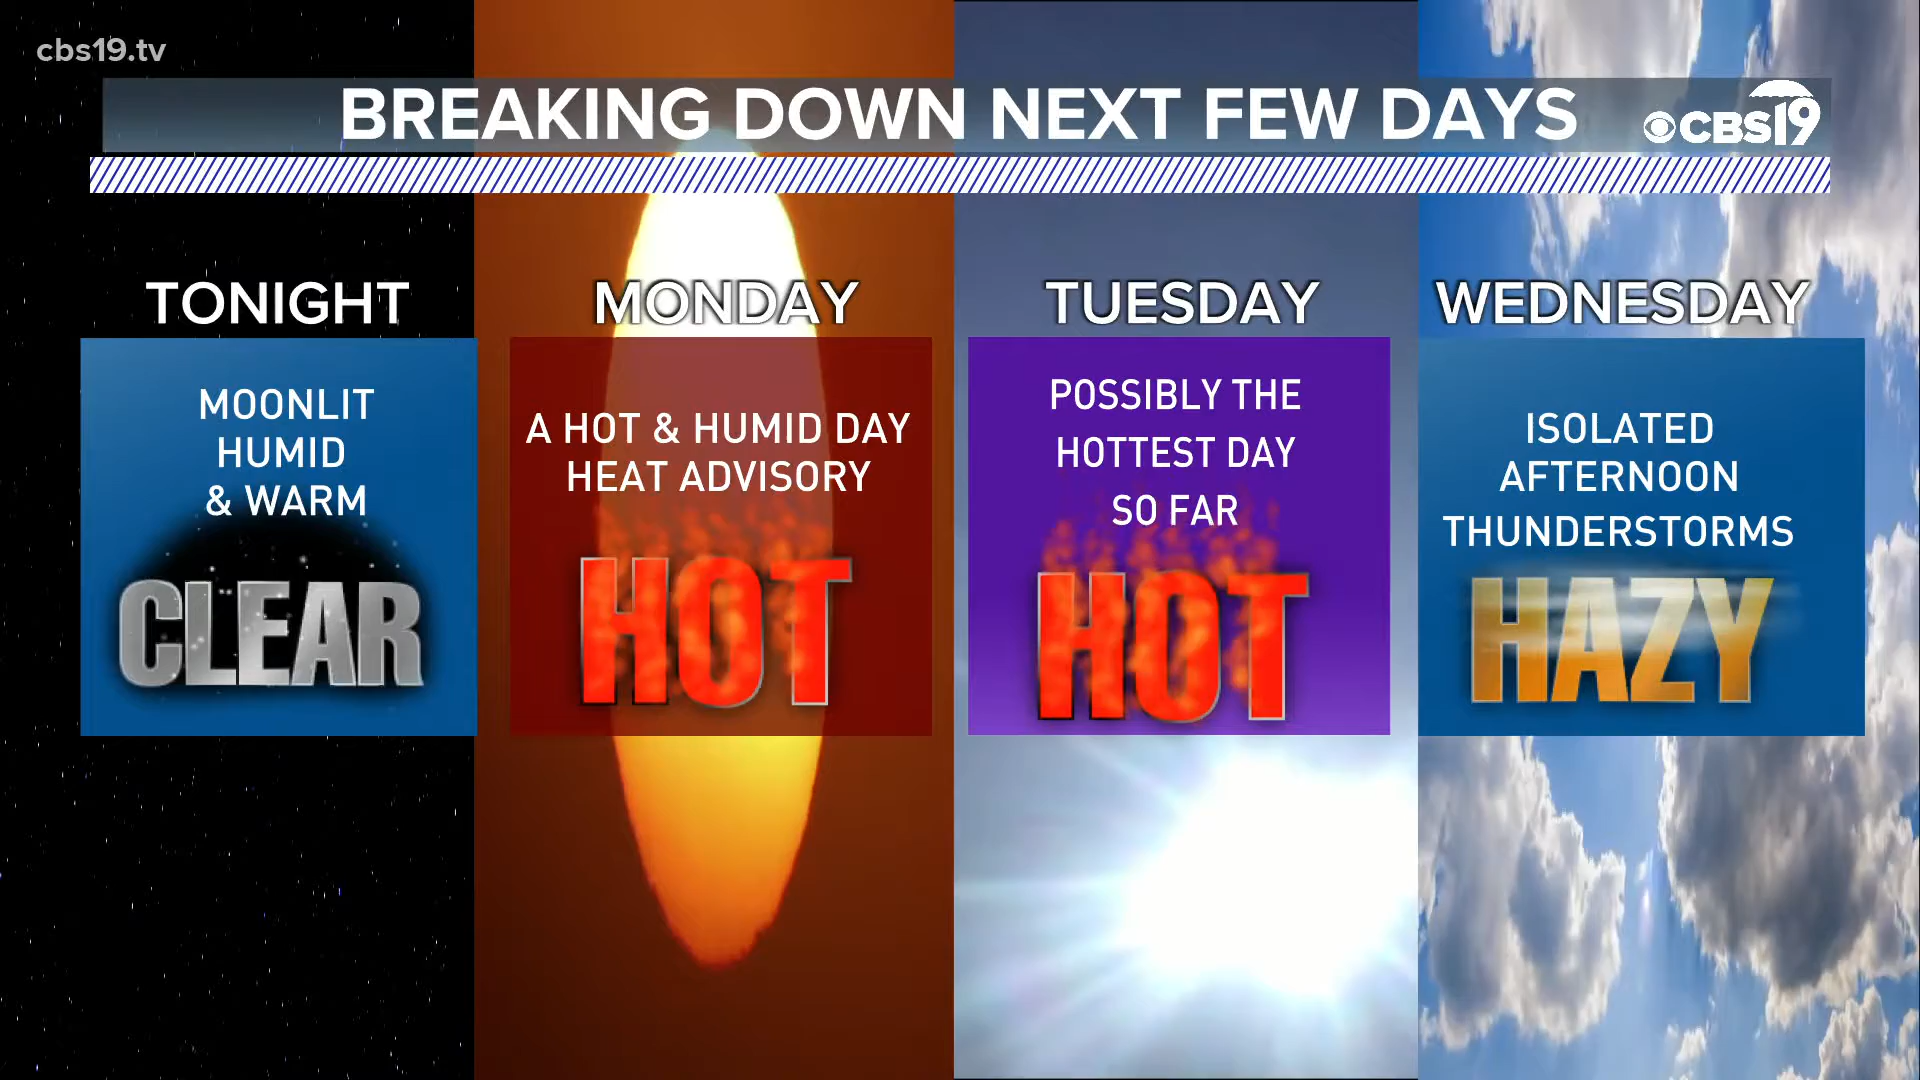 cbs19.tv
BREAKING DOWN NEXT FEW DAYS
CBS19
TONIGHT
MOONLIT
HUMID
& WARM
CLEAR
MONDAY
A HOT & HUMID DAY
HEAT ADVISORY
HOT
TUESDAY
POSSIBLY THE
HOTTEST DAY
SO FAR
HOT
WEDNESDAY
ISOLATED
AFTERNOON
THUNDERSTORMS
HAZY